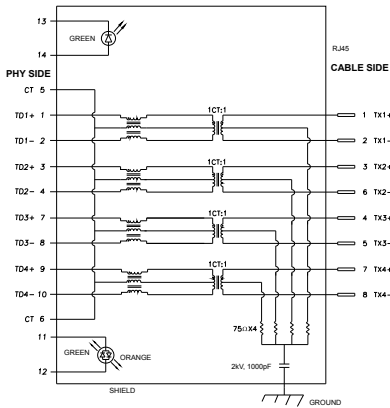 13
GREEN
14
RJ45
PHY SIDE
CABLE SIDE
CT 5
TD1+ 1
1CT:1
1 TX1+
TD1- 2
2 TX1-
TD2+ 3
1CT:1
3 TX2+
TD2- 4
6 TX2-
TD3+ 7
1CT:1
4 TX3+
TD3- 8
5 TX3-
TD4+ 9
1CT:1
7 TX4+
TD4- 10
8 TX4-
CT 6
75ΩX4
11
GREEN
ORANGE
2kV, 1000pF
12
SHIELD
GROUND